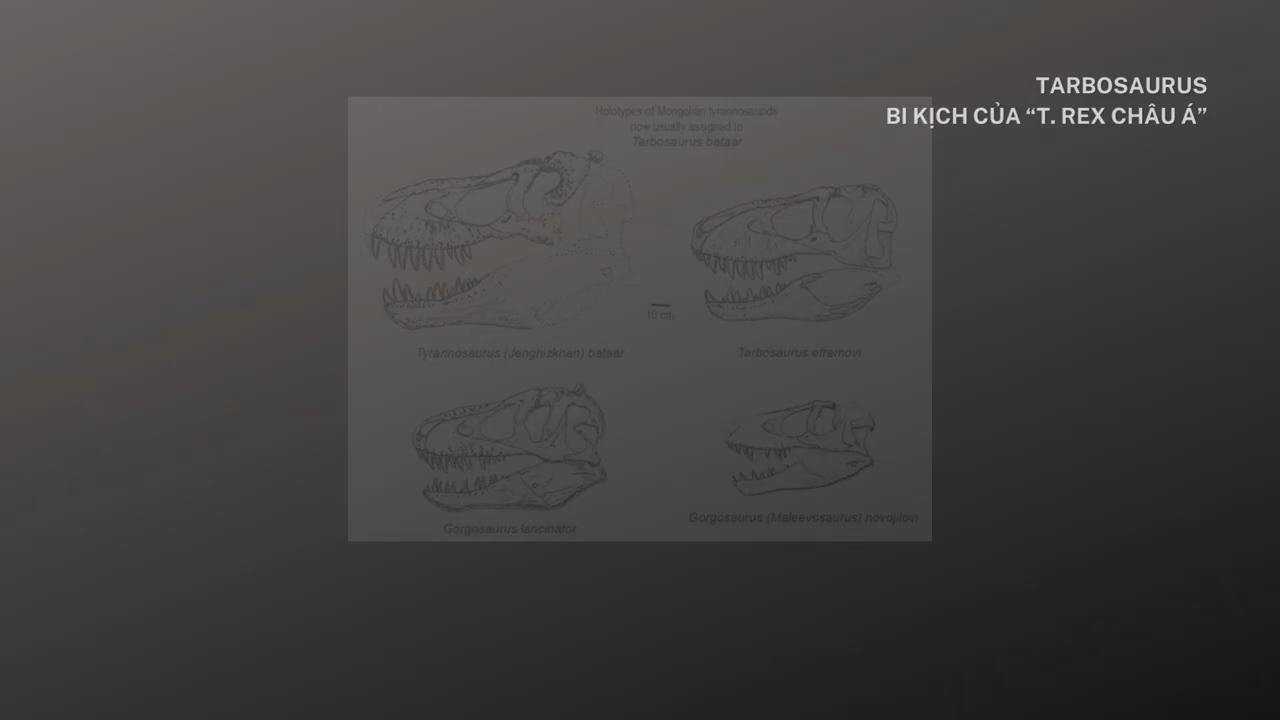 TARBOSAURUS
BI KỊCH CỦA “T. REX CHÂU Á”
Holotypes of Mongolian tyrannosaurids
now usually assigned to
Tarbosaurus bataar
10 cm
Tyrannosaurus (Jenghizkhan) bataar
Tarbosaurus efremovi
Gorgosaurus lancinator
Gorgosaurus (Maleevosaurus) novojilovi